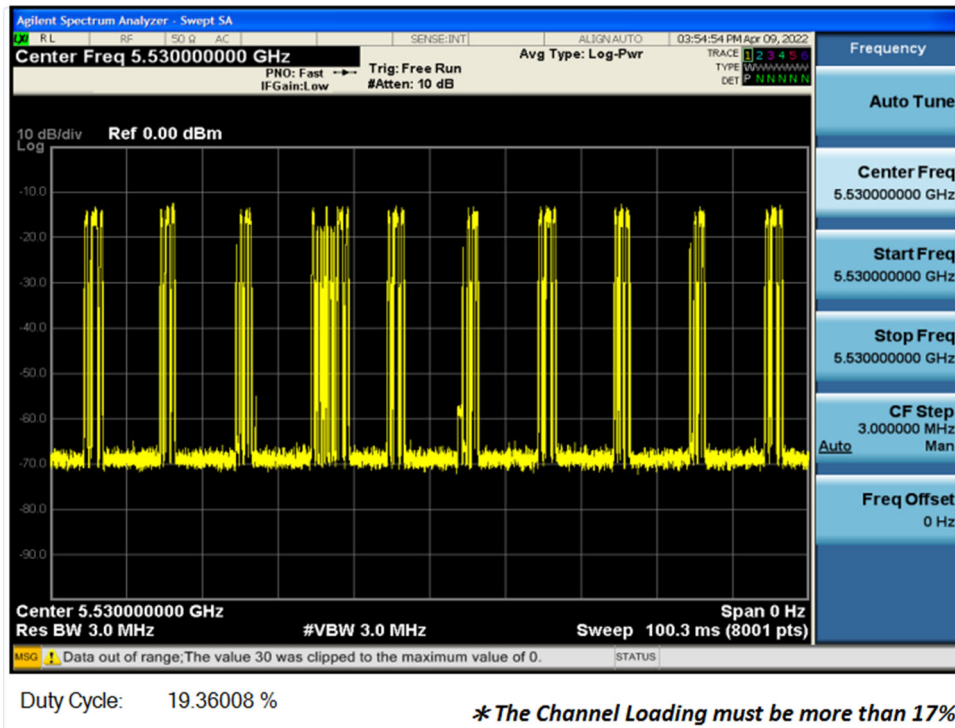 Agilent Spectrum Analyzer - Swept SA
RL RF 50 Ω AC SENSE:INT ALIGN AUTO 03:54:54 PM Apr 09, 2022
Center Freq 5.530000000 GHz
PNO: Fast
IFGain:Low
Trig: Free Run
#Atten: 10 dB
Avg Type: Log-Pwr
TRACE 1 2 3 4 5 6
TYPE W
DET P N N N N N
10 dB/div Ref 0.00 dBm
Log
-10.0
-20.0
-30.0
-40.0
-50.0
-60.0
-70.0
-80.0
-90.0
Center 5.530000000 GHz Span 0 Hz
Res BW 3.0 MHz #VBW 3.0 MHz Sweep 100.3 ms (8001 pts)
MSG Data out of range;The value 30 was clipped to the maximum value of 0. STATUS
Frequency
Auto Tune
Center Freq
5.530000000 GHz
Start Freq
5.530000000 GHz
Stop Freq
5.530000000 GHz
CF Step
3.000000 MHz
Auto Man
Freq Offset
0 Hz
Duty Cycle: 19.36008 %
* The Channel Loading must be more than 17%